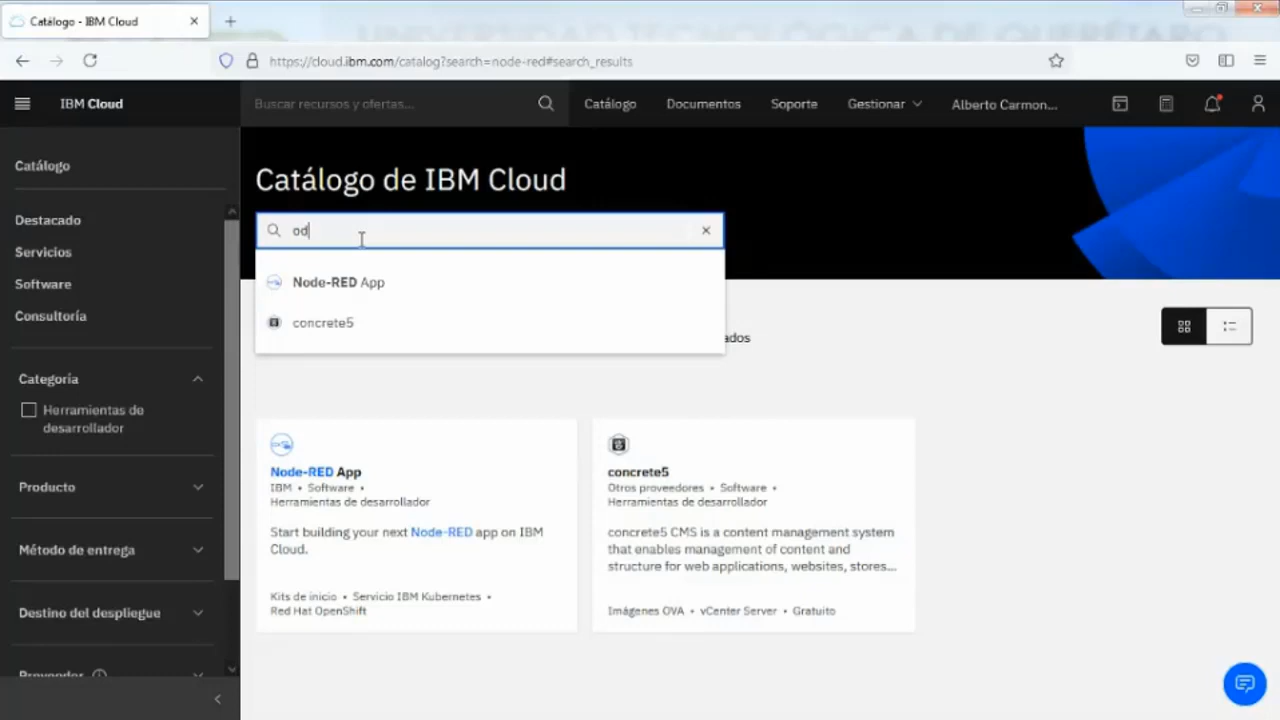 UNIVERSIDAD TECNOLÓGICA DE QUERÉTARO
Catálogo - IBM Cloud
https://cloud.ibm.com/catalog?search=node-red#search_results
IBM Cloud
Buscar recursos y ofertas...
Catálogo
Documentos
Soporte
Gestionar
Alberto Carmon...
Catálogo
Destacado
Servicios
Software
Consultoría
Categoría
Herramientas de
desarrollador
Producto
Método de entrega
Destino del despliegue
Proveedor
Catálogo de IBM Cloud
od
Node-RED App
concrete5
ados
Node-RED App
IBM • Software •
Herramientas de desarrollador
Start building your next Node-RED app on IBM
Cloud.
Kits de inicio • Servicio IBM Kubernetes •
Red Hat OpenShift
concrete5
Otros proveedores • Software •
Herramientas de desarrollador
concrete5 CMS is a content management system
that enables management of content and
structure for web applications, websites, stores...
Imágenes OVA • vCenter Server • Gratuito